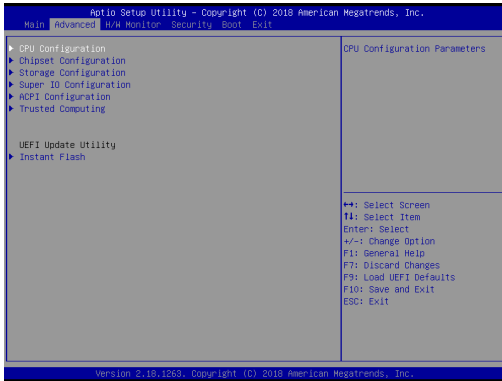 Aptio Setup Utility – Copyright (C) 2018 American Megatrends, Inc.
Main Advanced H/W Monitor Security Boot Exit
CPU Configuration
Chipset Configuration
Storage Configuration
Super IO Configuration
ACPI Configuration
Trusted Computing
UEFI Update Utility
Instant Flash
CPU Configuration Parameters
↔: Select Screen
↑↓: Select Item
Enter: Select
+/-: Change Option
F1: General Help
F7: Discard Changes
F9: Load UEFI Defaults
F10: Save and Exit
ESC: Exit
Version 2.18.1263. Copyright (C) 2018 American Megatrends, Inc.